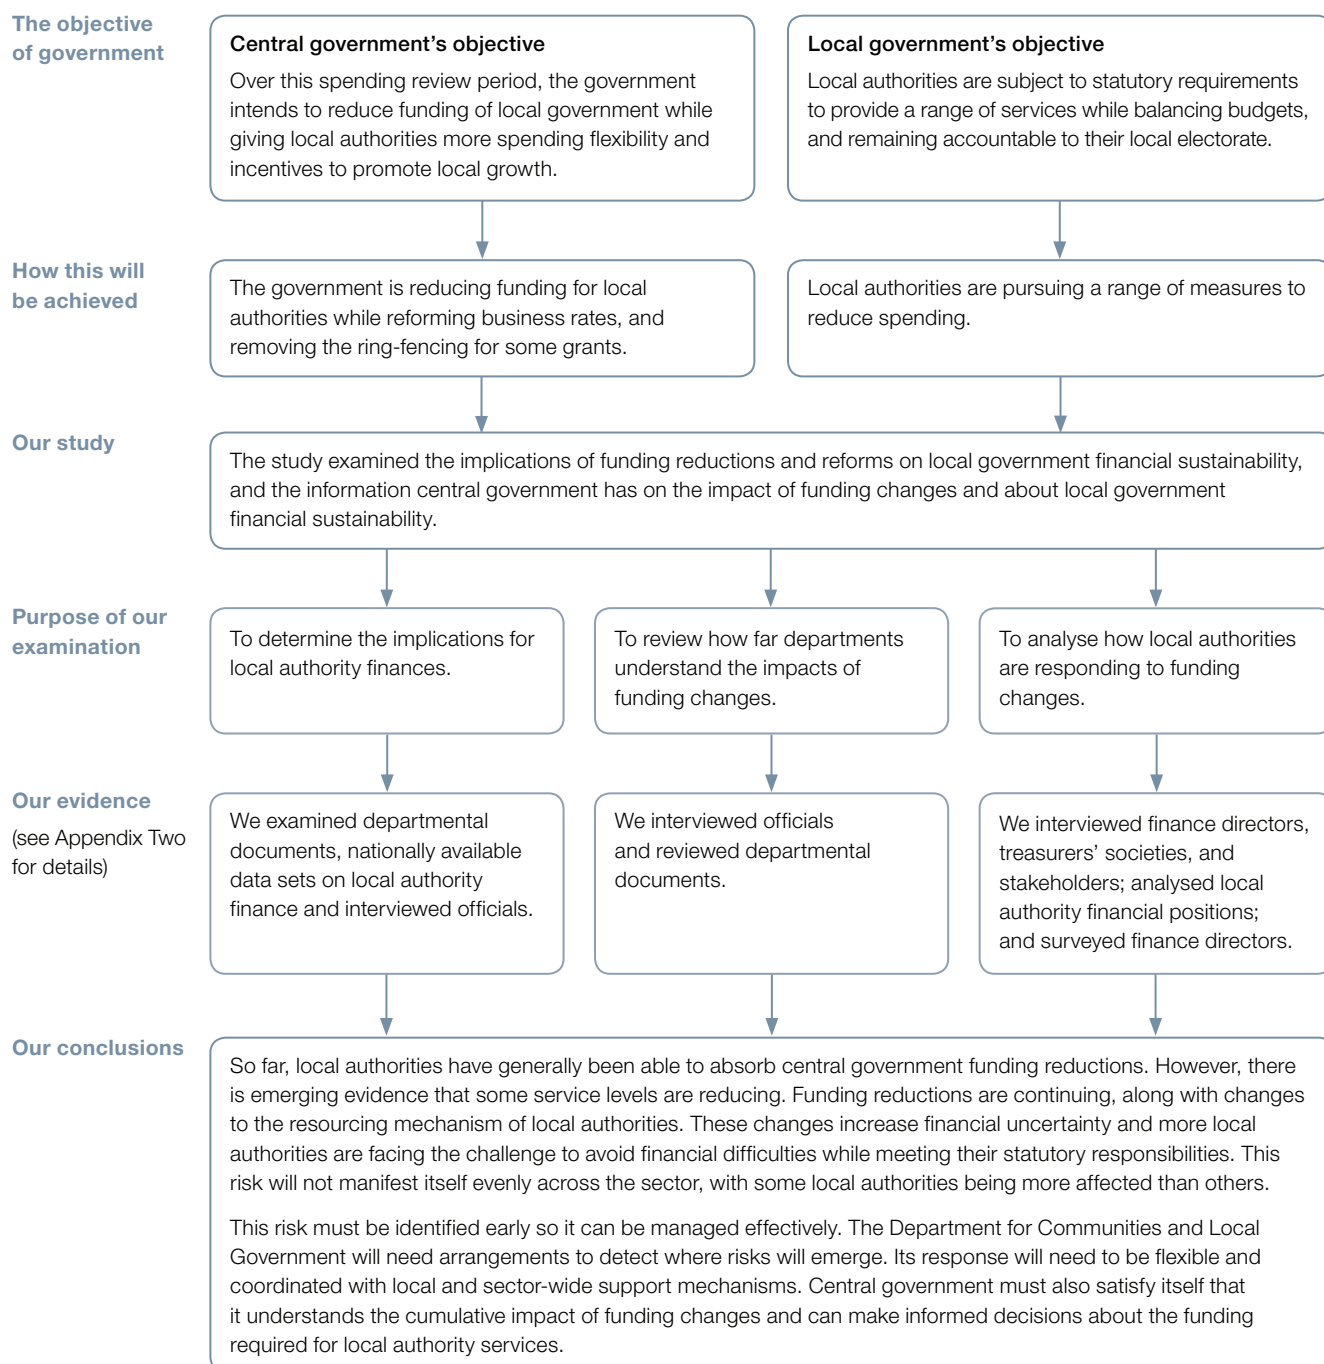 The objective
of government
Central government’s objective
Over this spending review period, the government
intends to reduce funding of local government while
giving local authorities more spending flexibility and
incentives to promote local growth.
Local government’s objective
Local authorities are subject to statutory requirements
to provide a range of services while balancing budgets,
and remaining accountable to their local electorate.
How this will
be achieved
The government is reducing funding for local
authorities while reforming business rates, and
removing the ring-fencing for some grants.
Local authorities are pursuing a range of measures to
reduce spending.
Our study
The study examined the implications of funding reductions and reforms on local government financial sustainability,
and the information central government has on the impact of funding changes and about local government
financial sustainability.
Purpose of our
examination
To determine the implications for
local authority finances.
To review how far departments
understand the impacts of
funding changes.
To analyse how local authorities
are responding to funding
changes.
Our evidence
(see Appendix Two
for details)
We examined departmental
documents, nationally available
data sets on local authority
finance and interviewed officials.
We interviewed officials
and reviewed departmental
documents.
We interviewed finance directors,
treasurers’ societies, and
stakeholders; analysed local
authority financial positions;
and surveyed finance directors.
Our conclusions
So far, local authorities have generally been able to absorb central government funding reductions. However, there
is emerging evidence that some service levels are reducing. Funding reductions are continuing, along with changes
to the resourcing mechanism of local authorities. These changes increase financial uncertainty and more local
authorities are facing the challenge to avoid financial difficulties while meeting their statutory responsibilities. This
risk will not manifest itself evenly across the sector, with some local authorities being more affected than others.
This risk must be identified early so it can be managed effectively. The Department for Communities and Local
Government will need arrangements to detect where risks will emerge. Its response will need to be flexible and
coordinated with local and sector-wide support mechanisms. Central government must also satisfy itself that
it understands the cumulative impact of funding changes and can make informed decisions about the funding
required for local authority services.